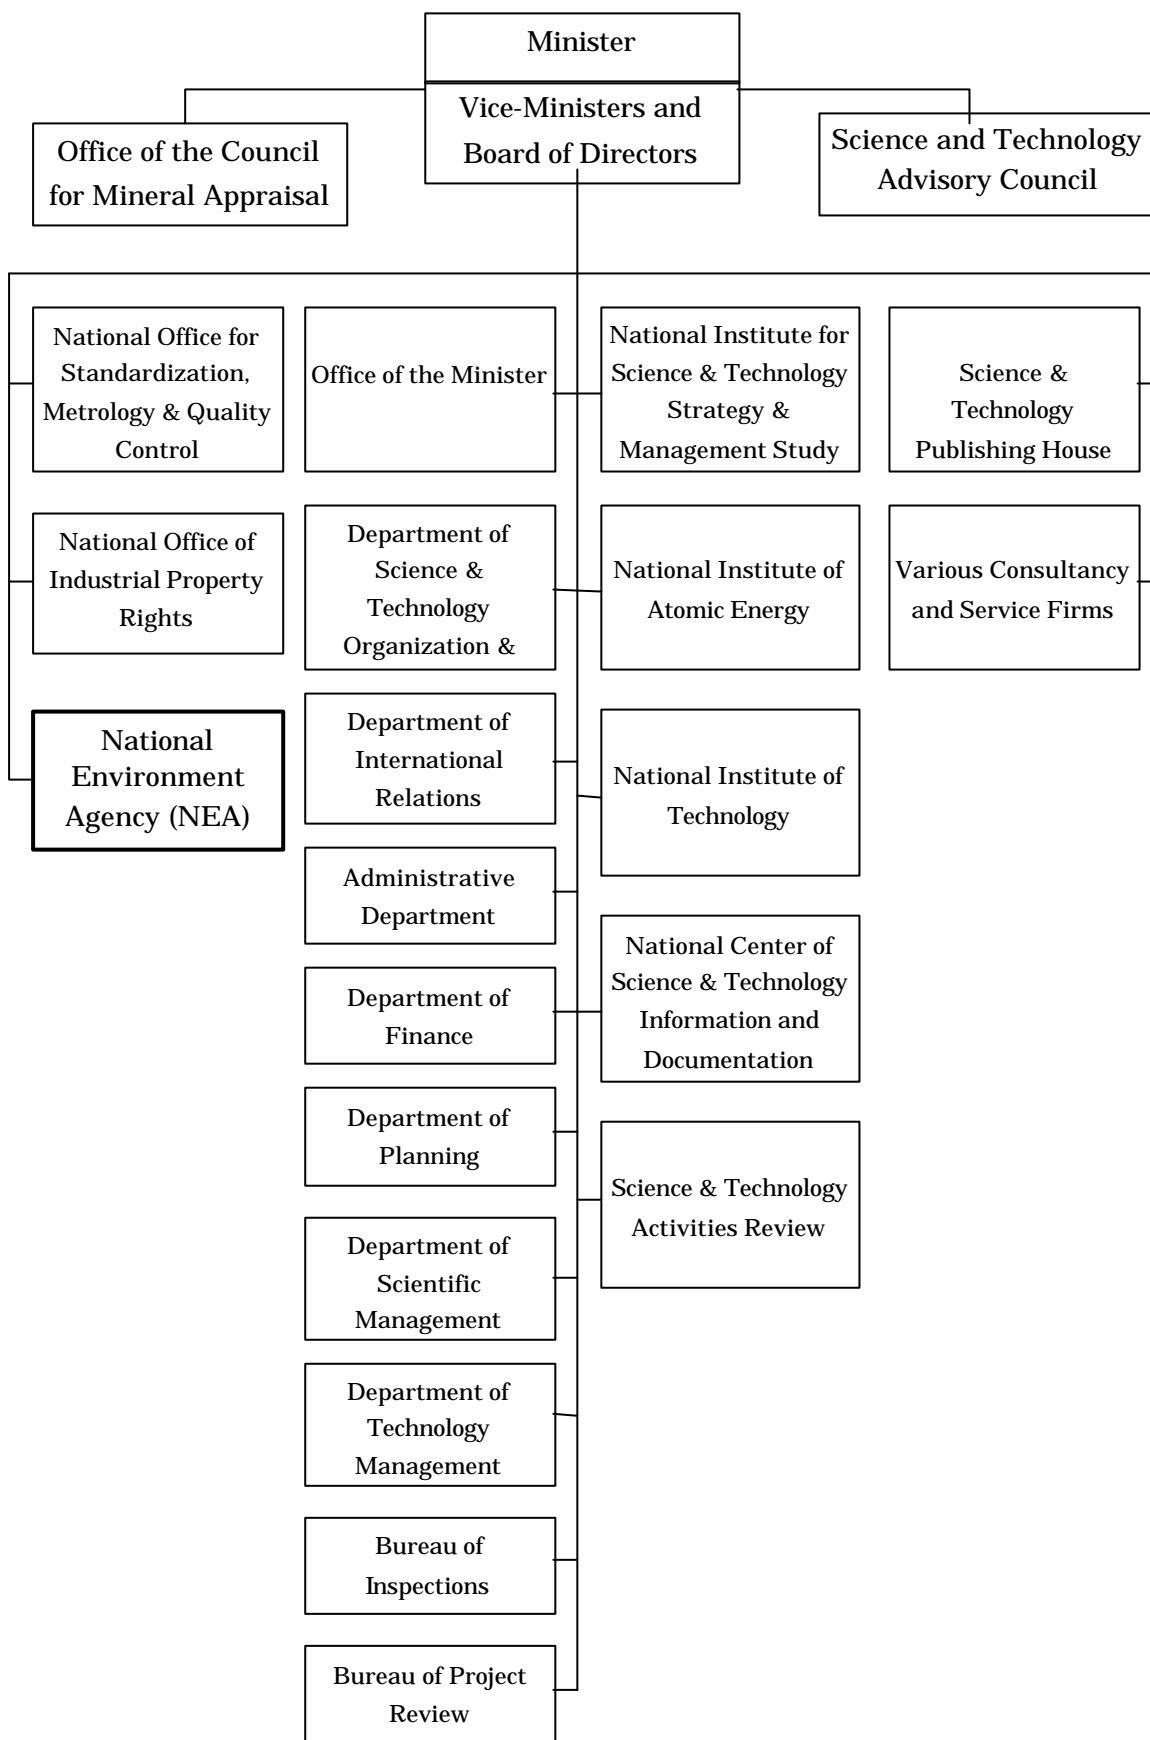 Minister
Vice-Ministers and
Board of Directors
Office of the Council
for Mineral Appraisal
Science and Technology
Advisory Council
National Office for
Standardization,
Metrology & Quality
Control
Office of the Minister
National Institute for
Science & Technology
Strategy &
Management Study
Science &
Technology
Publishing House
National Office of
Industrial Property
Rights
Department of
Science &
Technology
Organization &
National Institute of
Atomic Energy
Various Consultancy
and Service Firms
National
Environment
Agency (NEA)
Department of
International
Relations
National Institute of
Technology
Administrative
Department
National Center of
Science & Technology
Information and
Documentation
Department of
Finance
Department of
Planning
Science & Technology
Activities Review
Department of
Scientific
Management
Department of
Technology
Management
Bureau of
Inspections
Bureau of Project
Review